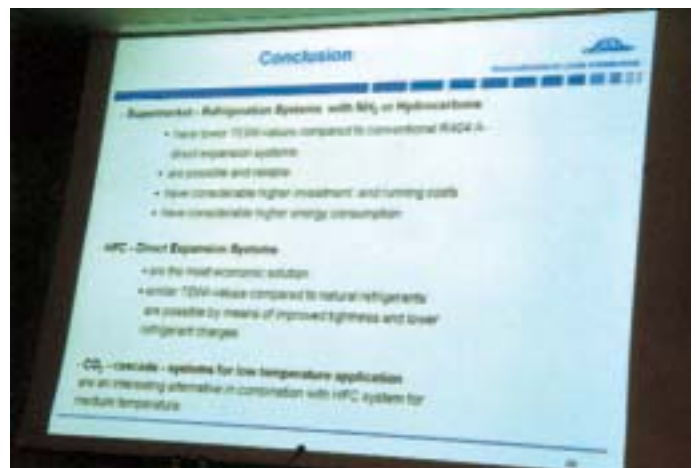 Conclusion
- Supermarket - Refrigeration Systems with NH3 or Hydrocarbons
• have lower TEWI-values compared to conventional R404A-
direct expansion systems
• are possible and reliable
• have considerable higher investment and running costs
• have considerable higher energy consumption
- HFC - Direct Expansion Systems
• are the most economic solution
• similar TEWI-values compared to natural refrigerants
are possible by means of improved tightness and lower
refrigerant charges
- CO2 - cascade - systems for low temperature application
are an interesting alternative in combination with HFC system for
medium temperature